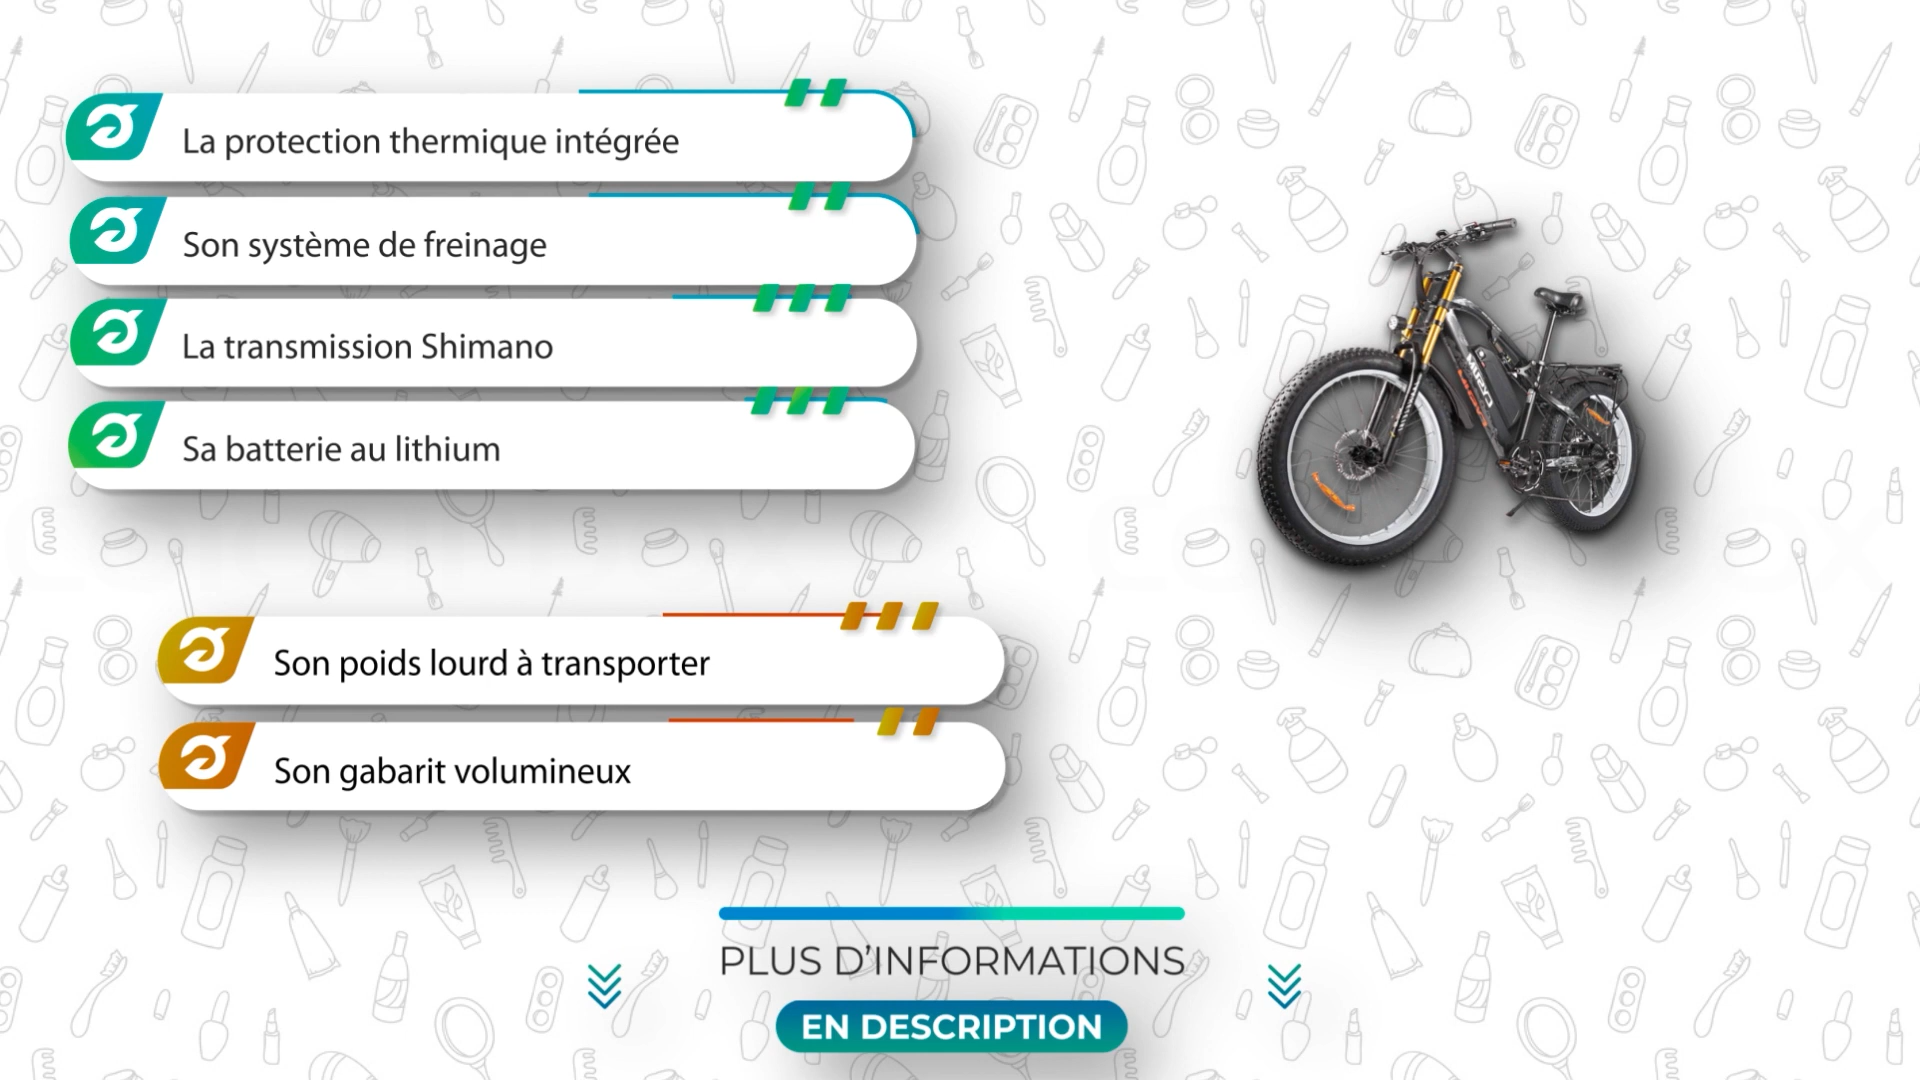 La protection thermique intégrée
Son système de freinage
La transmission Shimano
Sa batterie au lithium
Son poids lourd à transporter
Son gabarit volumineux
PLUS D’INFORMATIONS
EN DESCRIPTION